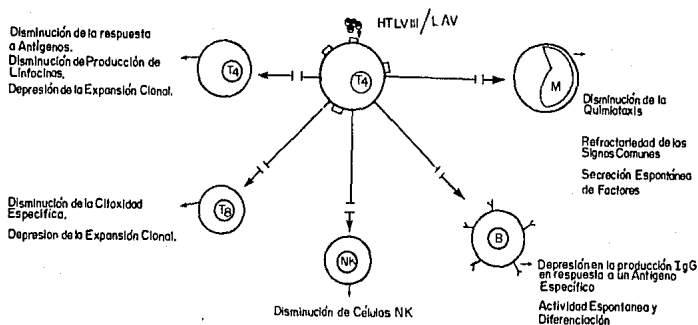 HTLVIII/LAV
Disminución de la respuesta
a Antígenos.
Disminución de Producción de
Linfocinas.
Depresión de la Expansión Clonal.
T4
T4
M
Disminución de la
Quimiotaxis
Refractariedad de los
Signos Comunes
Secreción Espontánea
de Factores
Disminución de la Citoxidad
Específica.
Depresion de la Expansión Clonal.
T8
NK
Disminución de Células NK
B
Depresión en la producción IgG
en respuesta a un Antígeno
Específico
Actividad Espontanea y
Diferenciación